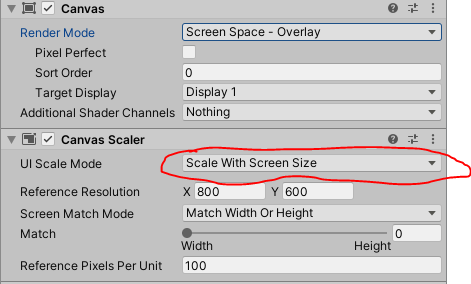 Canvas
Render Mode Screen Space - Overlay
Pixel Perfect
Sort Order 0
Target Display Display 1
Additional Shader Channels Nothing
Canvas Scaler
UI Scale Mode Scale With Screen Size
Reference Resolution X 800 Y 600
Screen Match Mode Match Width Or Height
Match 0
Width Height
Reference Pixels Per Unit 100